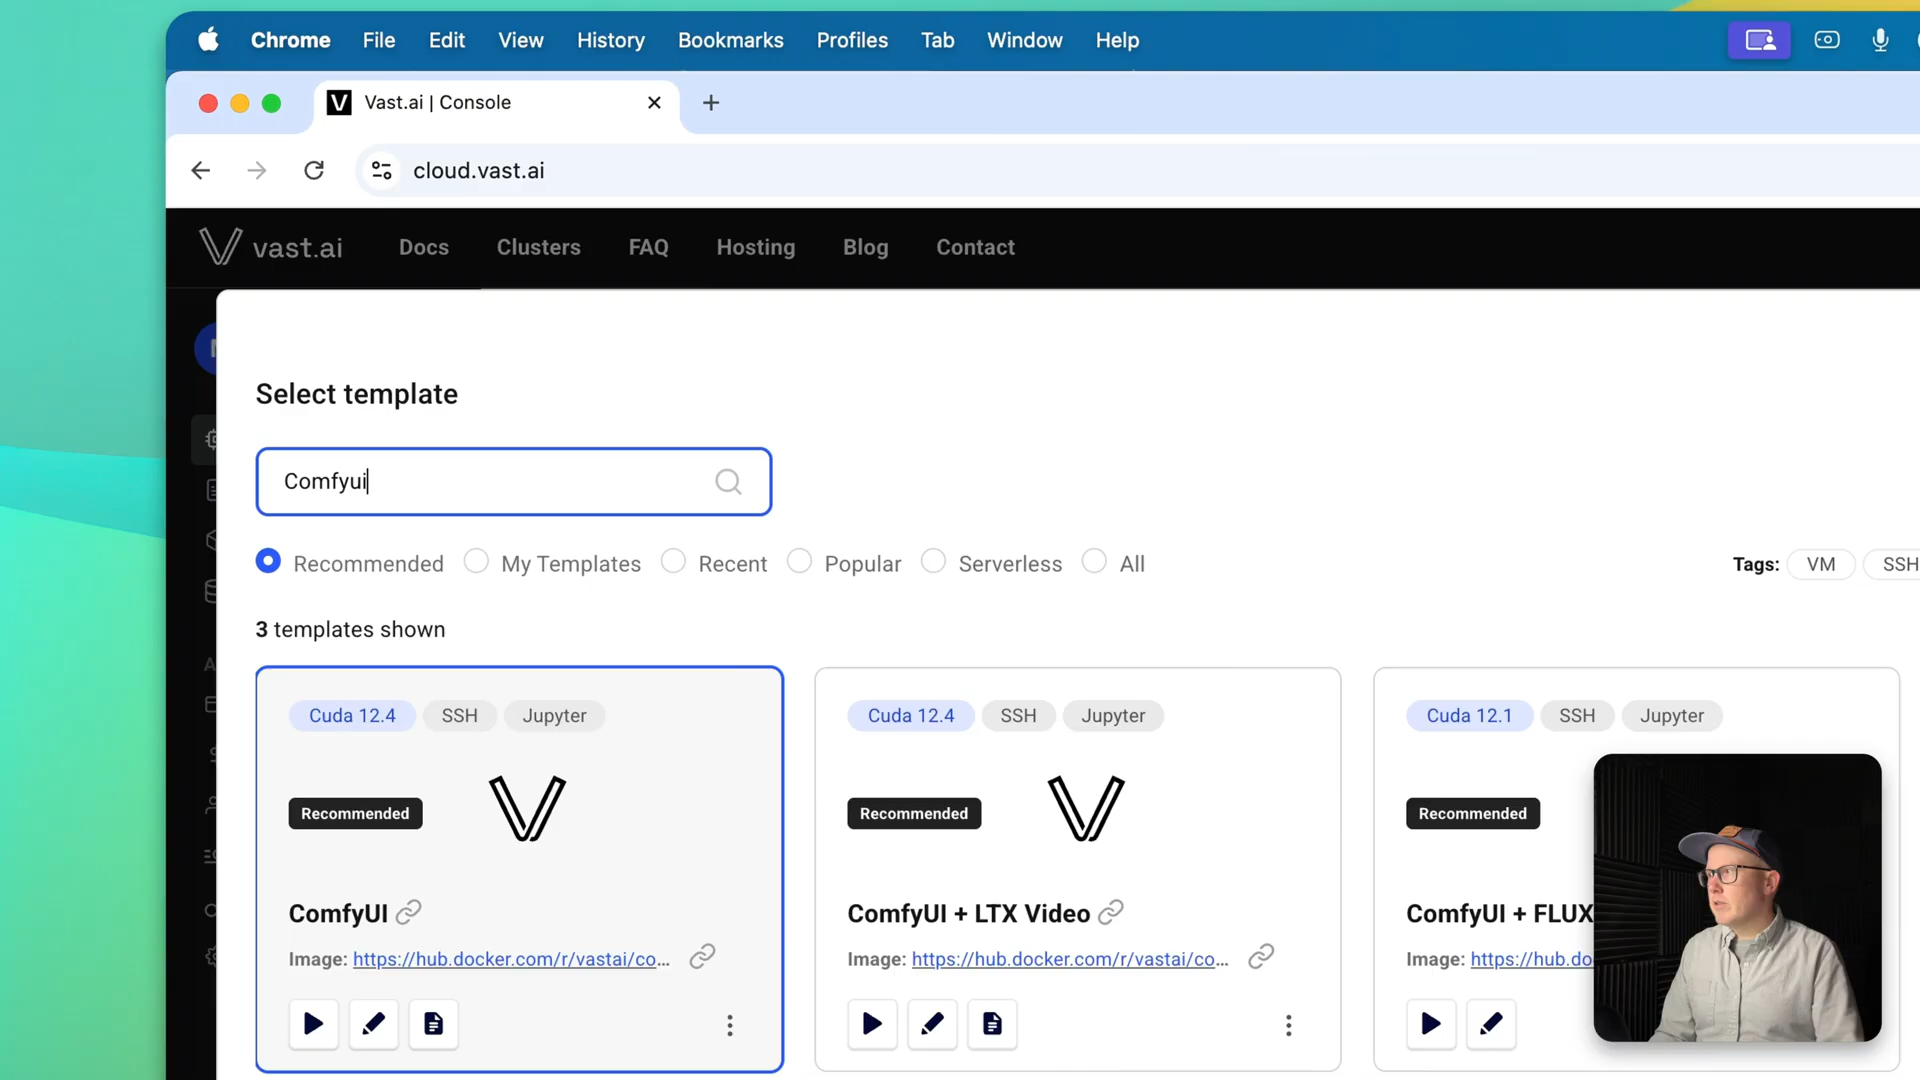 Chrome File Edit View History Bookmarks Profiles Tab Window Help
V Vast.ai | Console
cloud.vast.ai
vast.ai Docs Clusters FAQ Hosting Blog Contact
Select template
Comfyui
Recommended My Templates Recent Popular Serverless All Tags: VM SSH
3 templates shown
Cuda 12.4 SSH Jupyter
Recommended
ComfyUI
Image: https://hub.docker.com/r/vastai/co...
Cuda 12.4 SSH Jupyter
Recommended
ComfyUI + LTX Video
Image: https://hub.docker.com/r/vastai/co...
Cuda 12.1 SSH Jupyter
Recommended
ComfyUI + FLUX
Image: https://hub.do